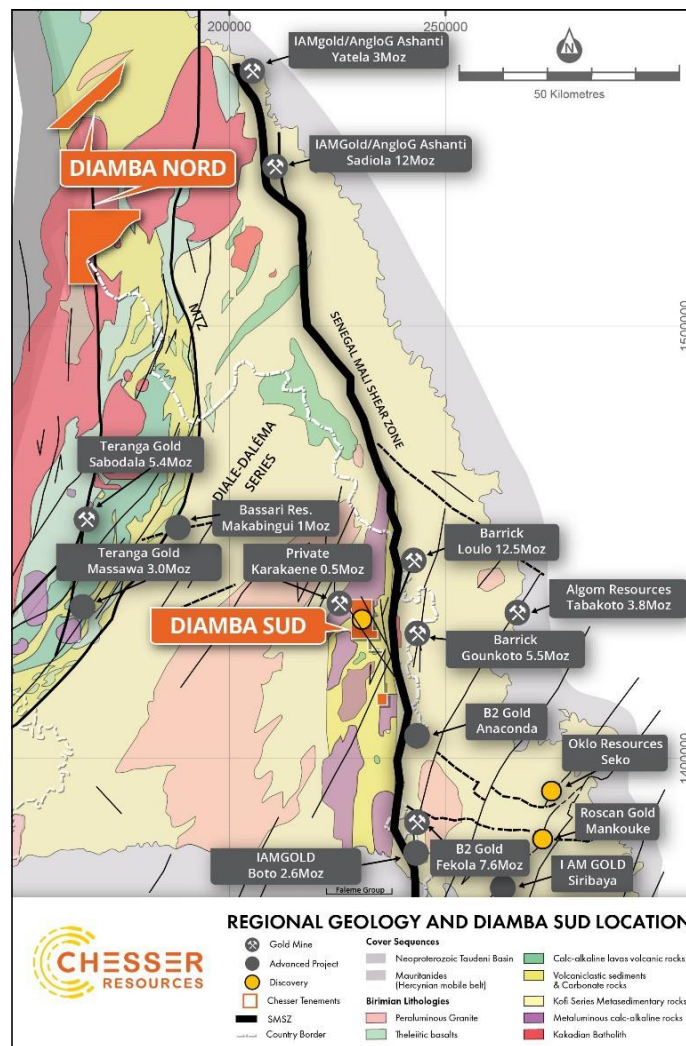 200000
250000
IAMgold/AngloG Ashanti
Yatela 3Moz
N
50 Kilometres
IAMGold/AngloG Ashanti
Sadiola 12Moz
DIAMBA NORD
MTZ
1500000
SENEGAL MALI SHEAR ZONE
DIALE-DALÉMA
SERIES
Teranga Gold
Sabodala 5.4Moz
Bassari Res.
Makabingui 1Moz
Teranga Gold
Massawa 3.0Moz
Private
Karakaene 0.5Moz
Barrick
Loulo 12.5Moz
Algom Resources
Tabakoto 3.8Moz
DIAMBA SUD
Barrick
Gounkoto 5.5Moz
B2 Gold
Anaconda
Oklo Resources
Seko
1400000
Roscan Gold
Mankouke
B2 Gold
Fekola 7.6Moz
IAMGOLD
Boto 2.6Moz
I AM GOLD
Siribaya
Faleme Group
CHESSER
RESOURCES
REGIONAL GEOLOGY AND DIAMBA SUD LOCATION
Gold Mine
Advanced Project
Discovery
Chesser Tenements
SMSZ
Country Border
Cover Sequences
Neoproterozoic Taudeni Basin
Mauritanides
(Hercynian mobile belt)
Birimian Lithologies
Peraluminous Granite
Theleiitic basalts
Calc-alkaline lavas volcanic rocks
Volcaniclastic sediments
& Carbonate rocks
Kofi Series Metasedimentary rocks
Metaluminous calc-alkaline rocks
Kakadian Batholith